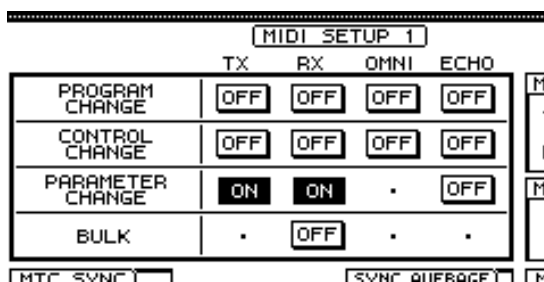 MIDI SETUP 1
TX RX OMNI ECHO
PROGRAM
CHANGE
OFF OFF OFF OFF
CONTROL
CHANGE
OFF OFF OFF OFF
PARAMETER
CHANGE
ON ON · OFF
BULK · OFF · ·
MTC SYNC SYNC AVERAGE